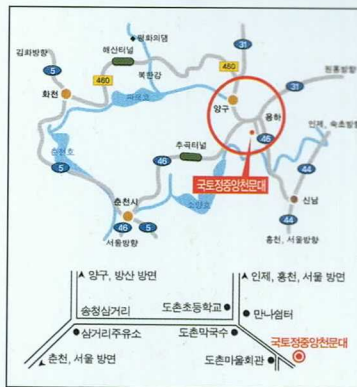 김화방향
5
해산터널
평화의댐
460
북한강
460
31
31
원통방향
화천
파로호
양구
용하
46
인제, 속초방향
춘천호
5
46
추곡터널
국토정중앙천문대
44
신남
춘천시
46
5
소양호
44
서울방향
홍천, 서울방향
양구, 방산 방면
인제, 홍천, 서울 방면
송청삼거리
도촌초등학교
만나쉼터
삼거리주유소
도촌막국수
국토정중앙천문대
춘천, 서울 방면
도촌마을회관